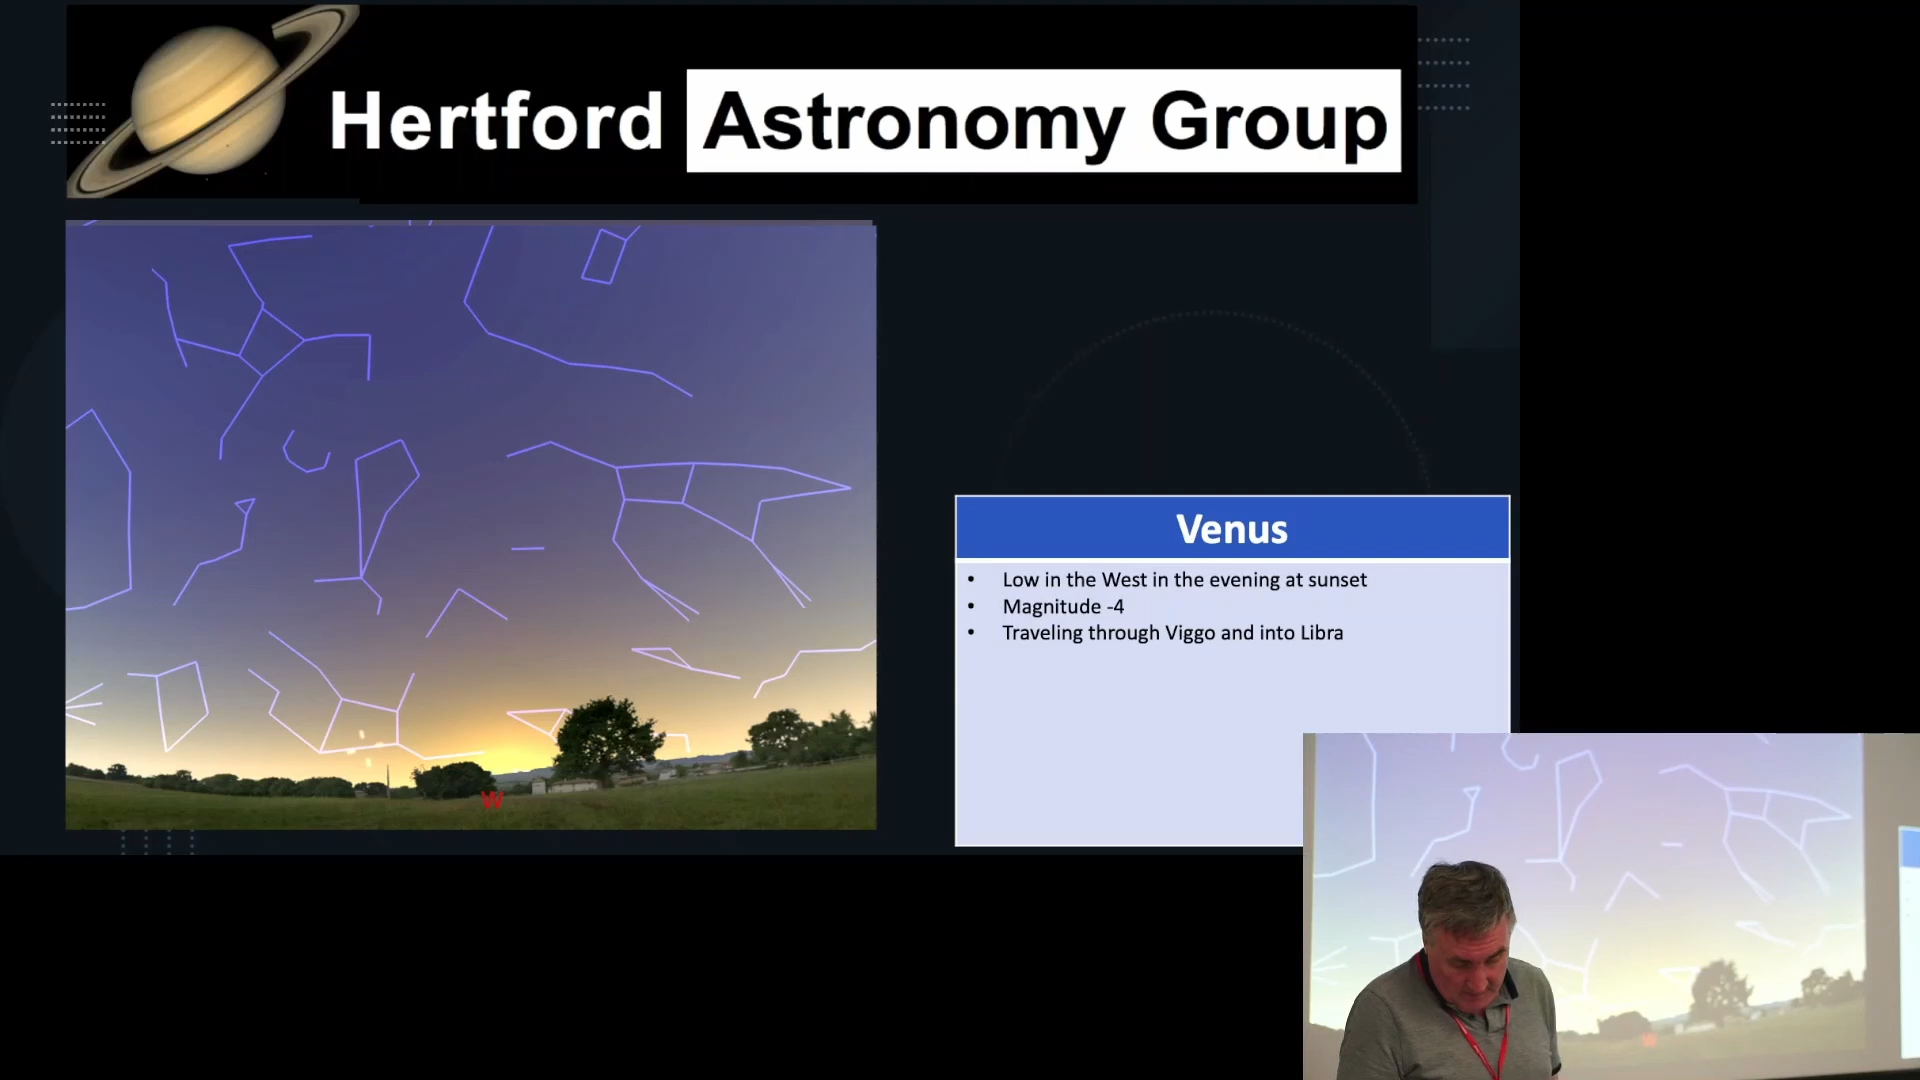 Hertford Astronomy Group
Venus
• Low in the West in the evening at sunset
• Magnitude -4
• Traveling through Viggo and into Libra
W